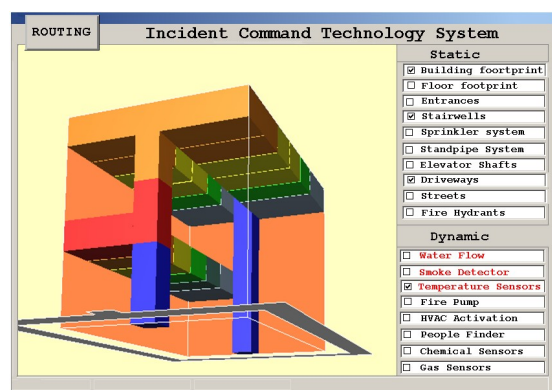 ROUTING
Incident Command Technology System
Static
Building foortprint
Floor footprint
Entrances
Stairwells
Sprinkler system
Standpipe System
Elevator Shafts
Driveways
Streets
Fire Hydrants
Dynamic
Water Flow
Smoke Detector
Temperature Sensors
Fire Pump
HVAC Activation
People Finder
Chemical Sensors
Gas Sensors